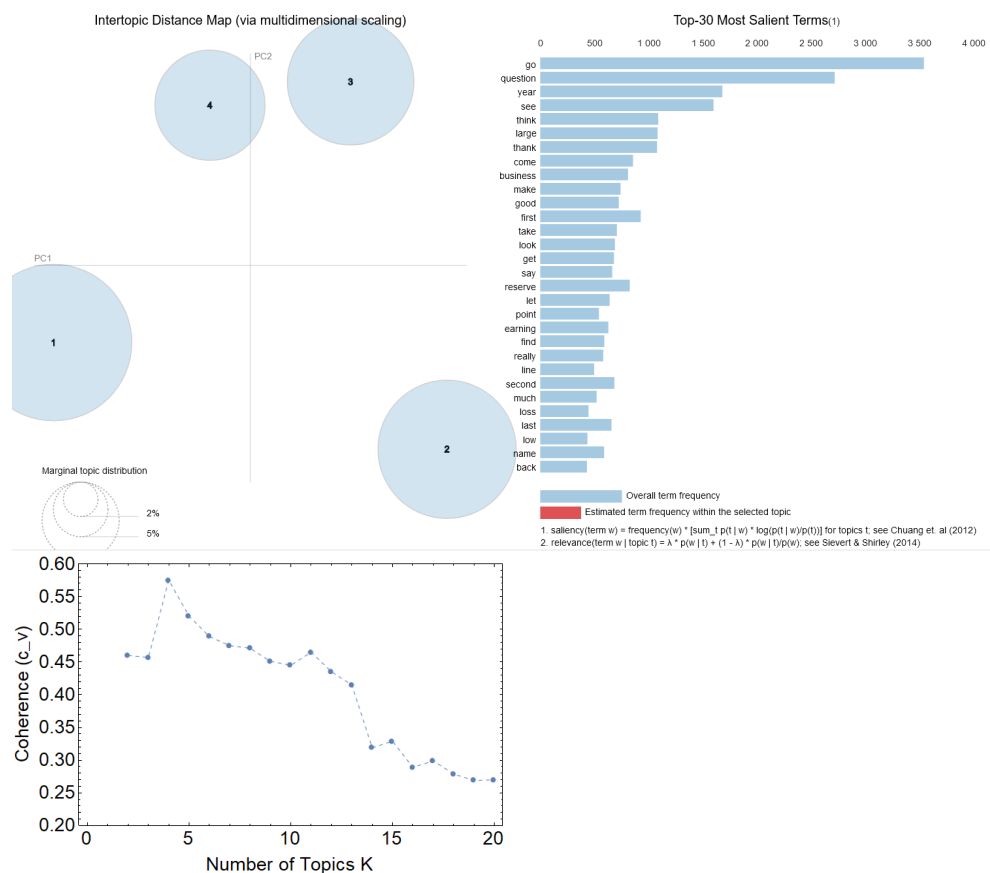 Intertopic Distance Map (via multidimensional scaling)
PC2
3
4
PC1
1
2
Marginal topic distribution
2%
5%
Top-30 Most Salient Terms(1)
0 500 1 000 1 500 2 000 2 500 3 000 3 500 4 000
go
question
year
see
think
large
thank
come
business
make
good
first
take
look
get
say
reserve
let
point
earning
find
really
line
second
much
loss
last
low
name
back
Overall term frequency
Estimated term frequency within the selected topic
1. saliency(term w) = frequency(w) * [sum_t p(t | w) * log(p(t | w)/p(t))] for topics t; see Chuang et. al (2012)
2. relevance(term w | topic t) = λ * p(w | t) + (1 - λ) * p(w | t)/p(w); see Sievert & Shirley (2014)
Coherence (c_v)
0.60
0.55
0.50
0.45
0.40
0.35
0.30
0.25
0.20
0 5 10 15 20
Number of Topics K